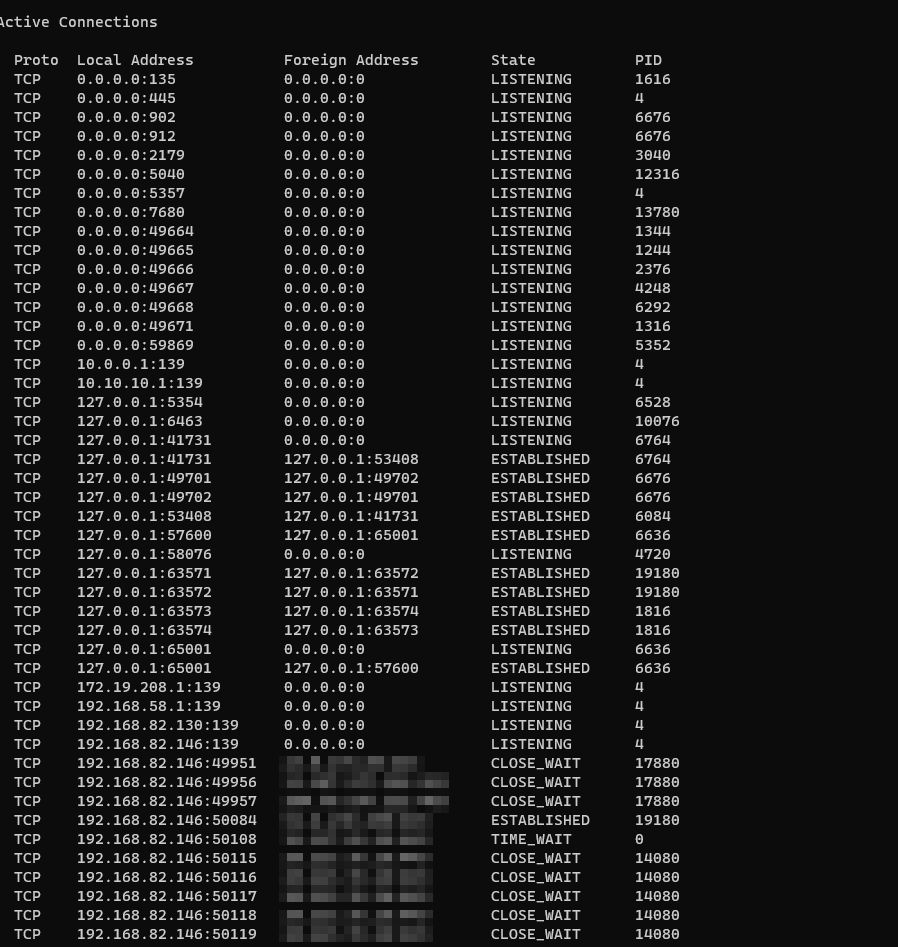 Active Connections
Proto Local Address Foreign Address State PID
TCP 0.0.0.0:135 0.0.0.0:0 LISTENING 1616
TCP 0.0.0.0:445 0.0.0.0:0 LISTENING 4
TCP 0.0.0.0:902 0.0.0.0:0 LISTENING 6676
TCP 0.0.0.0:912 0.0.0.0:0 LISTENING 6676
TCP 0.0.0.0:2179 0.0.0.0:0 LISTENING 3040
TCP 0.0.0.0:5040 0.0.0.0:0 LISTENING 12316
TCP 0.0.0.0:5357 0.0.0.0:0 LISTENING 4
TCP 0.0.0.0:7680 0.0.0.0:0 LISTENING 13780
TCP 0.0.0.0:49664 0.0.0.0:0 LISTENING 1344
TCP 0.0.0.0:49665 0.0.0.0:0 LISTENING 1244
TCP 0.0.0.0:49666 0.0.0.0:0 LISTENING 2376
TCP 0.0.0.0:49667 0.0.0.0:0 LISTENING 4248
TCP 0.0.0.0:49668 0.0.0.0:0 LISTENING 6292
TCP 0.0.0.0:49671 0.0.0.0:0 LISTENING 1316
TCP 0.0.0.0:59869 0.0.0.0:0 LISTENING 5352
TCP 10.0.0.1:139 0.0.0.0:0 LISTENING 4
TCP 10.10.10.1:139 0.0.0.0:0 LISTENING 4
TCP 127.0.0.1:5354 0.0.0.0:0 LISTENING 6528
TCP 127.0.0.1:6463 0.0.0.0:0 LISTENING 10076
TCP 127.0.0.1:41731 0.0.0.0:0 LISTENING 6764
TCP 127.0.0.1:41731 127.0.0.1:53408 ESTABLISHED 6764
TCP 127.0.0.1:49701 127.0.0.1:49702 ESTABLISHED 6676
TCP 127.0.0.1:49702 127.0.0.1:49701 ESTABLISHED 6676
TCP 127.0.0.1:53408 127.0.0.1:41731 ESTABLISHED 6084
TCP 127.0.0.1:57600 127.0.0.1:65001 ESTABLISHED 6636
TCP 127.0.0.1:58076 0.0.0.0:0 LISTENING 4720
TCP 127.0.0.1:63571 127.0.0.1:63572 ESTABLISHED 19180
TCP 127.0.0.1:63572 127.0.0.1:63571 ESTABLISHED 19180
TCP 127.0.0.1:63573 127.0.0.1:63574 ESTABLISHED 1816
TCP 127.0.0.1:63574 127.0.0.1:63573 ESTABLISHED 1816
TCP 127.0.0.1:65001 0.0.0.0:0 LISTENING 6636
TCP 127.0.0.1:65001 127.0.0.1:57600 ESTABLISHED 6636
TCP 172.19.208.1:139 0.0.0.0:0 LISTENING 4
TCP 192.168.58.1:139 0.0.0.0:0 LISTENING 4
TCP 192.168.82.130:139 0.0.0.0:0 LISTENING 4
TCP 192.168.82.146:139 0.0.0.0:0 LISTENING 4
TCP 192.168.82.146:49951 CLOSE_WAIT 17880
TCP 192.168.82.146:49956 CLOSE_WAIT 17880
TCP 192.168.82.146:49957 CLOSE_WAIT 17880
TCP 192.168.82.146:50084 ESTABLISHED 19180
TCP 192.168.82.146:50108 TIME_WAIT 0
TCP 192.168.82.146:50115 CLOSE_WAIT 14080
TCP 192.168.82.146:50116 CLOSE_WAIT 14080
TCP 192.168.82.146:50117 CLOSE_WAIT 14080
TCP 192.168.82.146:50118 CLOSE_WAIT 14080
TCP 192.168.82.146:50119 CLOSE_WAIT 14080